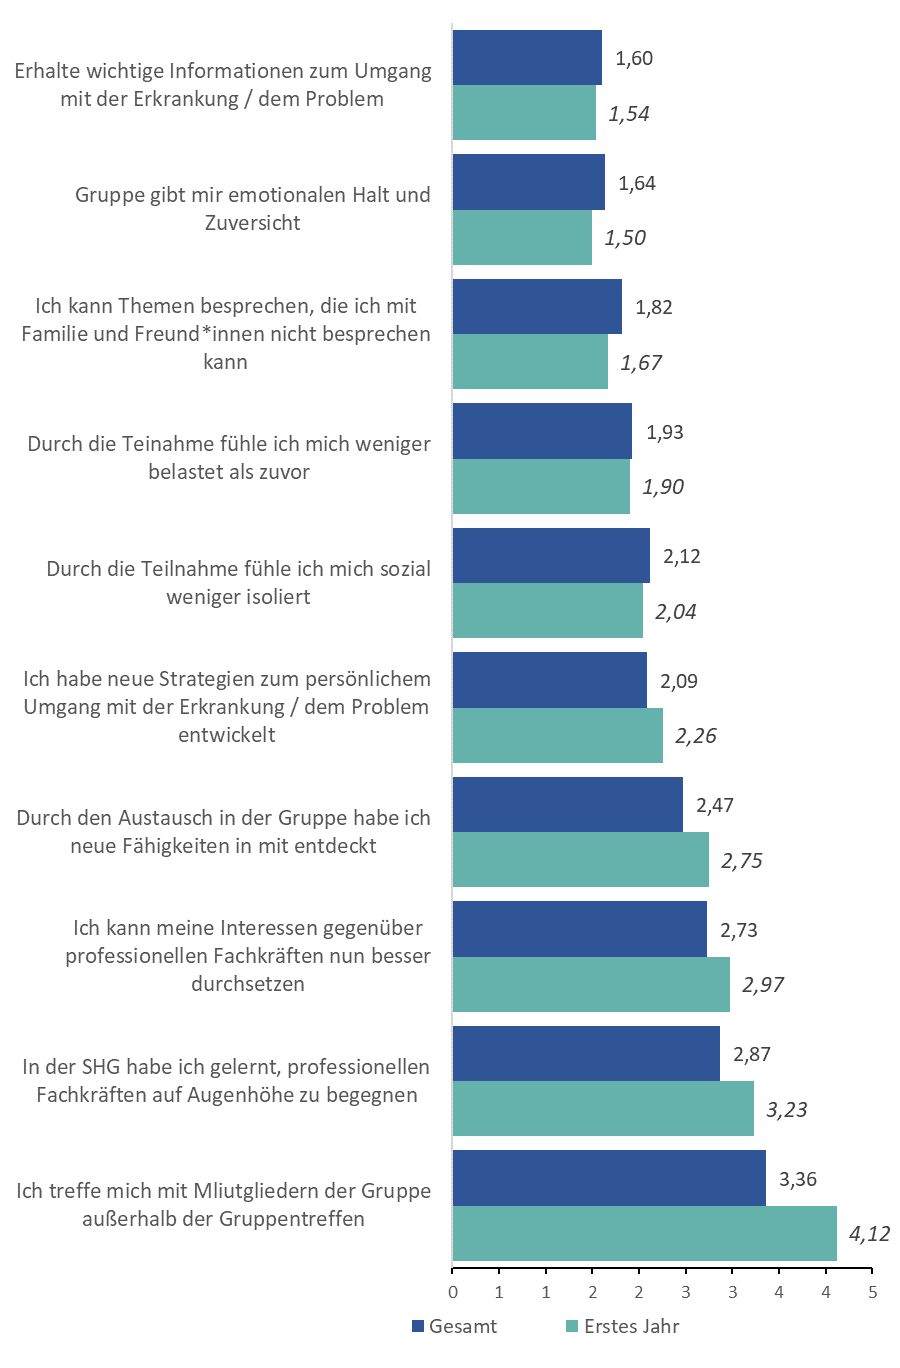 Erhalte wichtige Informationen zum Umgang
mit der Erkrankung / dem Problem
1,60
1,54
Gruppe gibt mir emotionalen Halt und
Zuversicht
1,64
1,50
Ich kann Themen besprechen, die ich mit
Familie und Freund*innen nicht besprechen
kann
1,82
1,67
Durch die Teinahme fühle ich mich weniger
belastet als zuvor
1,93
1,90
Durch die Teilnahme fühle ich mich sozial
weniger isoliert
2,12
2,04
Ich habe neue Strategien zum persönlichem
Umgang mit der Erkrankung / dem Problem
entwickelt
2,09
2,26
Durch den Austausch in der Gruppe habe ich
neue Fähigkeiten in mit entdeckt
2,47
2,75
Ich kann meine Interessen gegenüber
professionellen Fachkräften nun besser
durchsetzen
2,73
2,97
In der SHG habe ich gelernt, professionellen
Fachkräften auf Augenhöhe zu begegnen
2,87
3,23
Ich treffe mich mit Mliutgliedern der Gruppe
außerhalb der Gruppentreffen
3,36
4,12
0 1 1 2 2 3 3 4 4 5
Gesamt Erstes Jahr